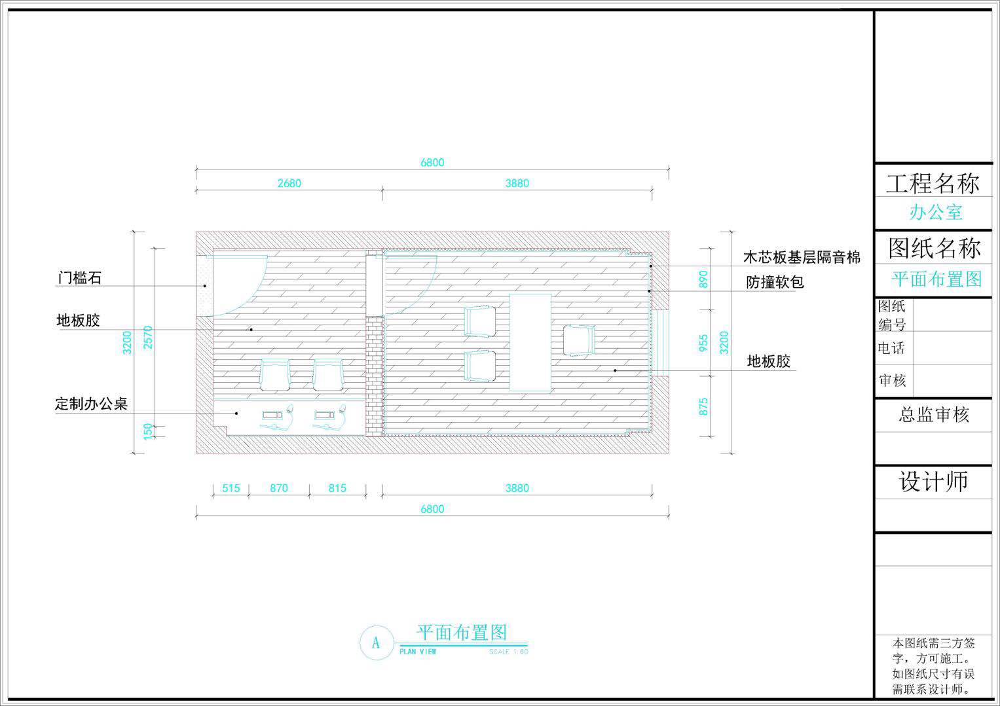 6800
2680
3880
门槛石
地板胶
定制办公桌
3200
2570
150
木芯板基层隔音棉
防撞软包
地板胶
890
955
875
3200
515
870
815
3880
6800
A
平面布置图
PLAN VIEW
SCALE 1:60
工程名称
办公室
图纸名称
平面布置图
图纸
编号
电话
审核
总监审核
设计师
本图纸需三方签
字，方可施工。
如图纸尺寸有误
需联系设计师。